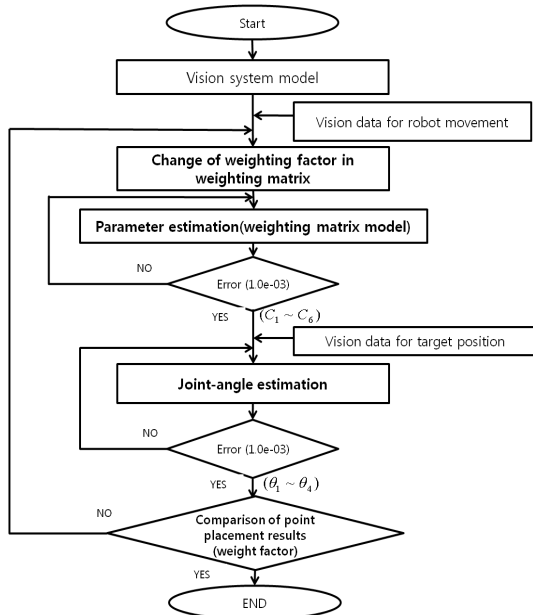 Start
Vision system model
Vision data for robot movement
Change of weighting factor in
weighting matrix
Parameter estimation(weighting matrix model)
NO
Error (1.0e-03)
YES
(C₁ ~ C₆)
Vision data for target position
Joint-angle estimation
NO
Error (1.0e-03)
YES
(θ₁ ~ θ₄)
NO
Comparison of point
placement results
(weight factor)
YES
END